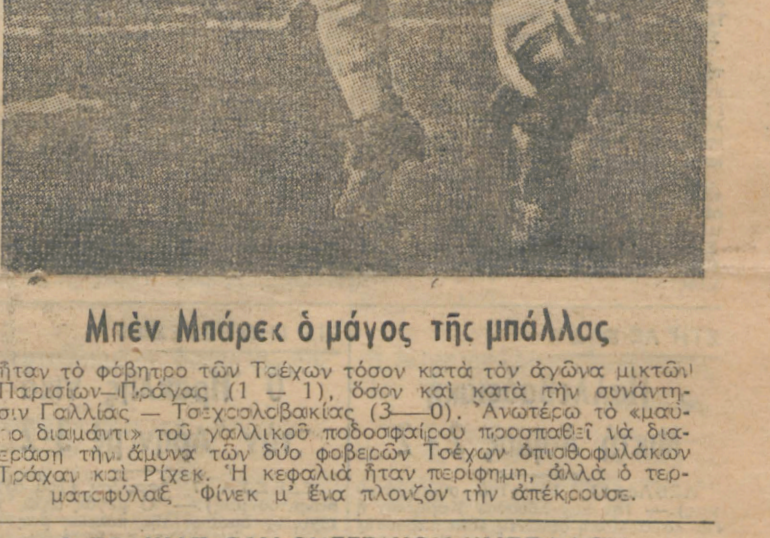 Μπὲν Μπάρεκ ὁ μάγος τῆς μπάλλας
ἦταν τὸ φόβητρο τῶν Τσέχων τόσον κατὰ τὸν ἀγῶνα μικτῶν
Παρισίων—Πράγας (1 — 1), ὅσον καὶ κατὰ τὴν συνάντη-
σιν Γαλλίας — Τσεχοσλοβακίας (3—0). Ἀνωτέρω τὸ «μαῦ-
ρο διαμάντι» τοῦ γαλλικοῦ ποδοσφαίρου προσπαθεῖ νὰ δια-
περάση τὴν ἄμυνα τῶν δύο φοβερῶν Τσέχων ὀπισθοφυλάκων
Τράχαν καὶ Ρίχεκ. Ἡ κεφαλιὰ ἦταν περίφημη, ἀλλὰ ὁ τερ-
ματοφύλαξ Φίνεκ μ' ἕνα πλονζὸν τὴν ἀπέκρουσε.